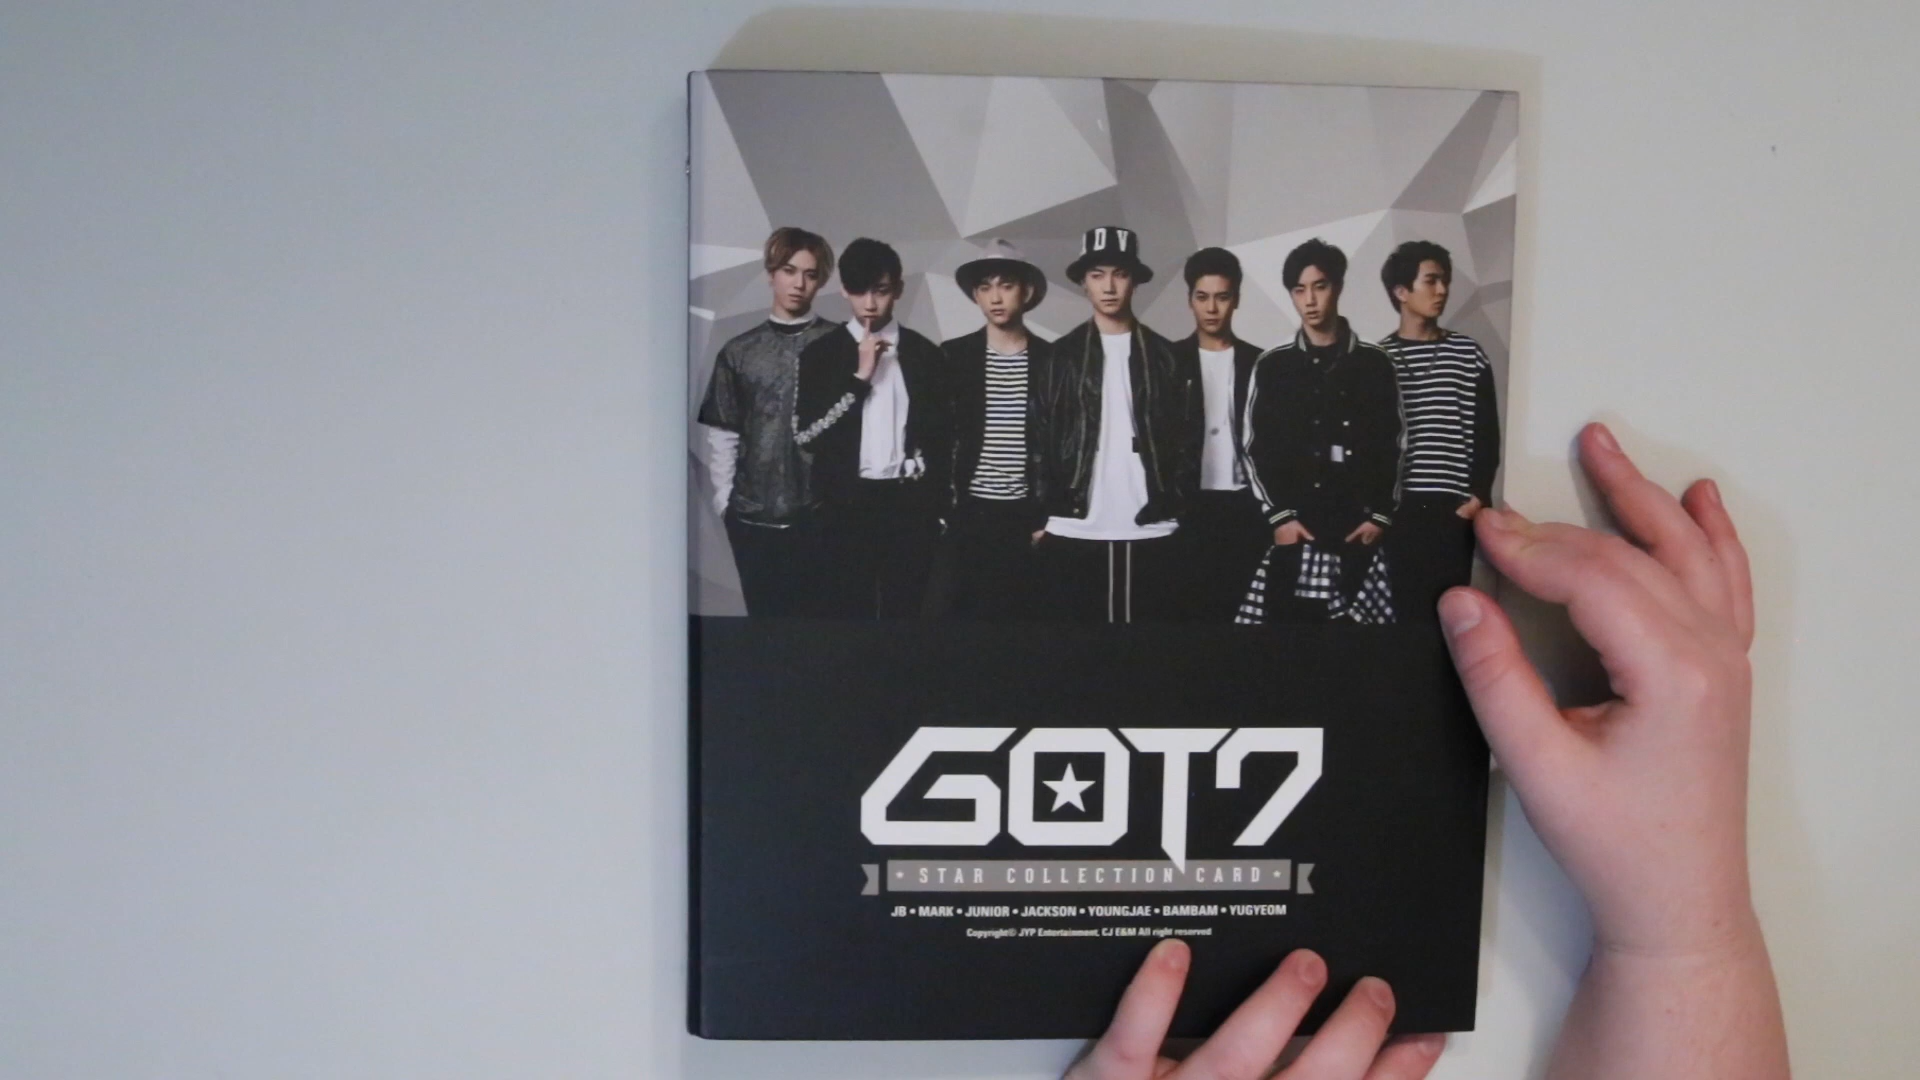 DV
GOT7
★ STAR COLLECTION CARD ★
JB • MARK • JUNIOR • JACKSON • YOUNGJAE • BAMBAM • YUGYEOM
Copyright© JYP Entertainment, CJ E&M All right reserved